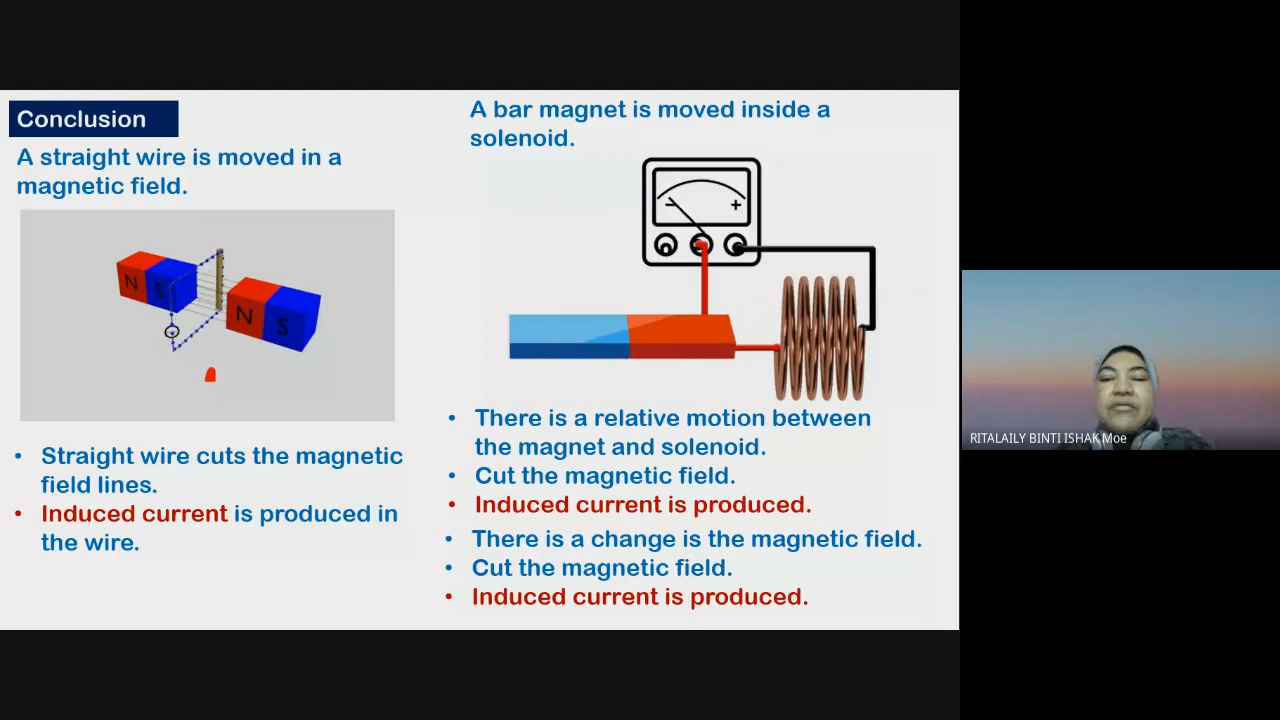 Conclusion
A straight wire is moved in a
magnetic field.
N
S
N
S
• Straight wire cuts the magnetic
field lines.
• Induced current is produced in
the wire.
A bar magnet is moved inside a
solenoid.
− +
• There is a relative motion between
the magnet and solenoid.
• Cut the magnetic field.
• Induced current is produced.
• There is a change is the magnetic field.
• Cut the magnetic field.
• Induced current is produced.
RITALAILY BINTI ISHAK Moe